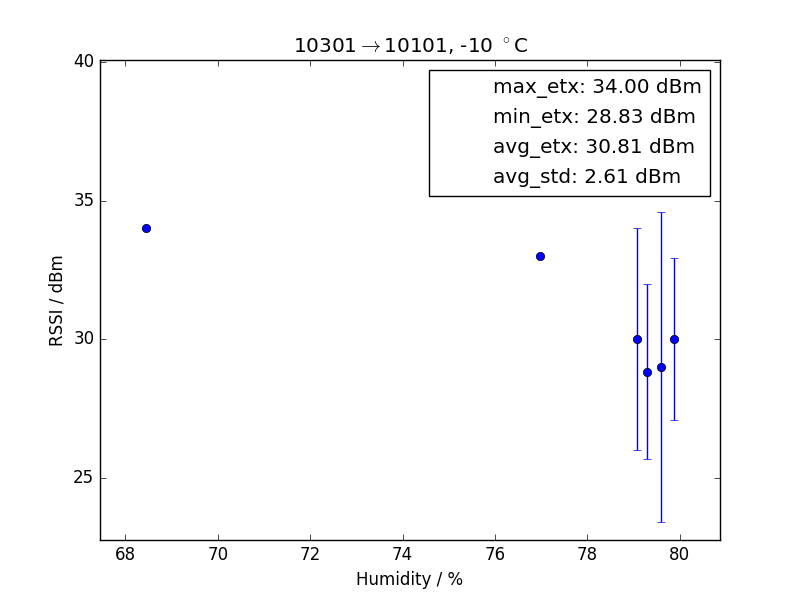 10301→10101, -10 °C
40
max_etx: 34.00 dBm
min_etx: 28.83 dBm
avg_etx: 30.81 dBm
avg_std: 2.61 dBm
35
RSSI / dBm
30
25
68 70 72 74 76 78 80
Humidity / %